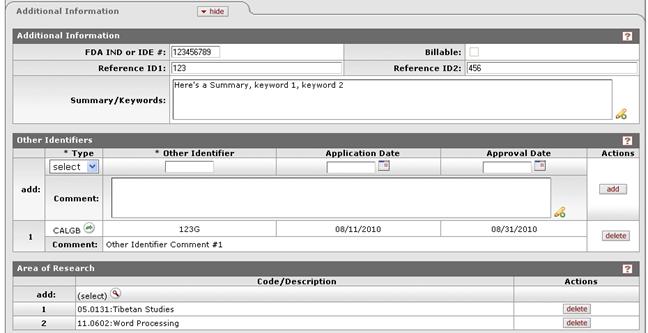 Additional Information hide
Additional Information ?
FDA IND or IDE #: 123456789 Billable:
Reference ID1: 123 Reference ID2: 456
Summary/Keywords: Here's a Summary, keyword 1, keyword 2
Other Identifiers ?
* Type * Other Identifier Application Date Approval Date Actions
add: select add
Comment:
1 CALGB 123G 08/11/2010 08/31/2010 delete
Comment: Other Identifier Comment #1
Area of Research ?
Code/Description Actions
add: (select)
1 05.0131:Tibetan Studies delete
2 11.0602:Word Processing delete